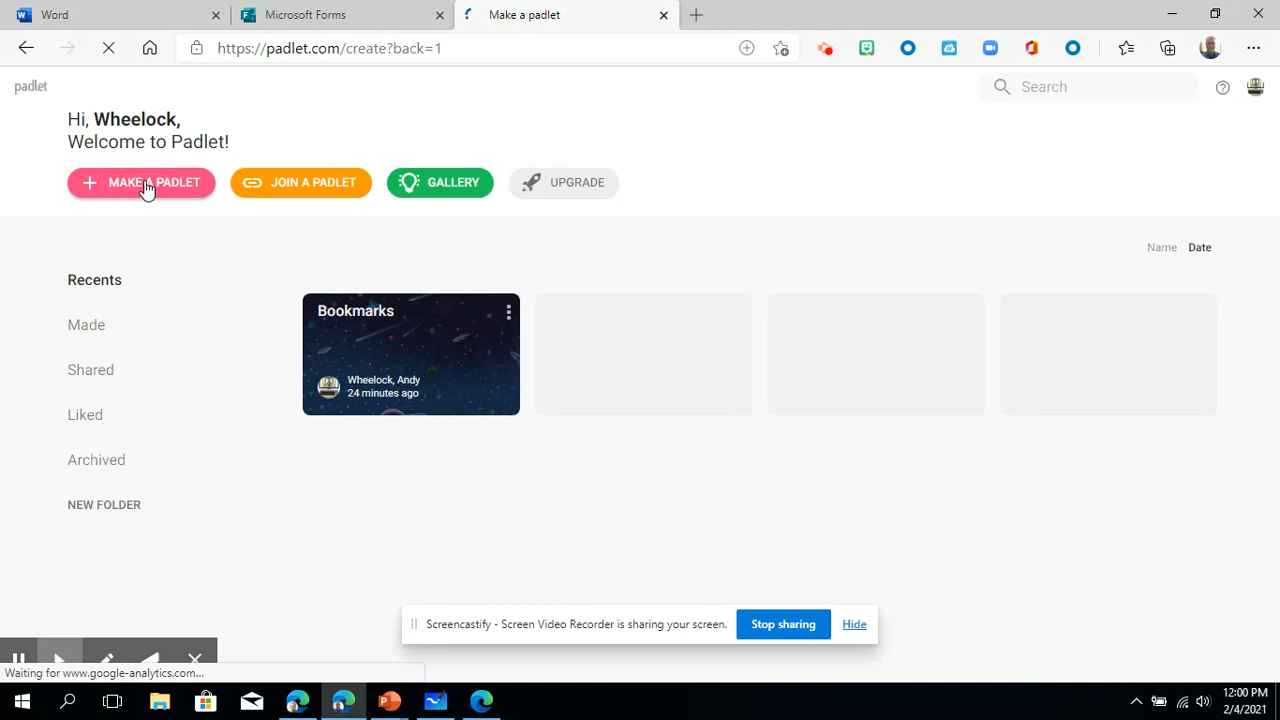 Word
Microsoft Forms
Make a padlet
https://padlet.com/create?back=1
padlet
Search
Hi, Wheelock,
Welcome to Padlet!
MAKE A PADLET
JOIN A PADLET
GALLERY
UPGRADE
Name Date
Recents
Made
Shared
Liked
Archived
NEW FOLDER
Bookmarks
Wheelock, Andy
24 minutes ago
Screencastify - Screen Video Recorder is sharing your screen.
Stop sharing
Hide
Waiting for www.google-analytics.com...
12:00 PM
2/4/2021